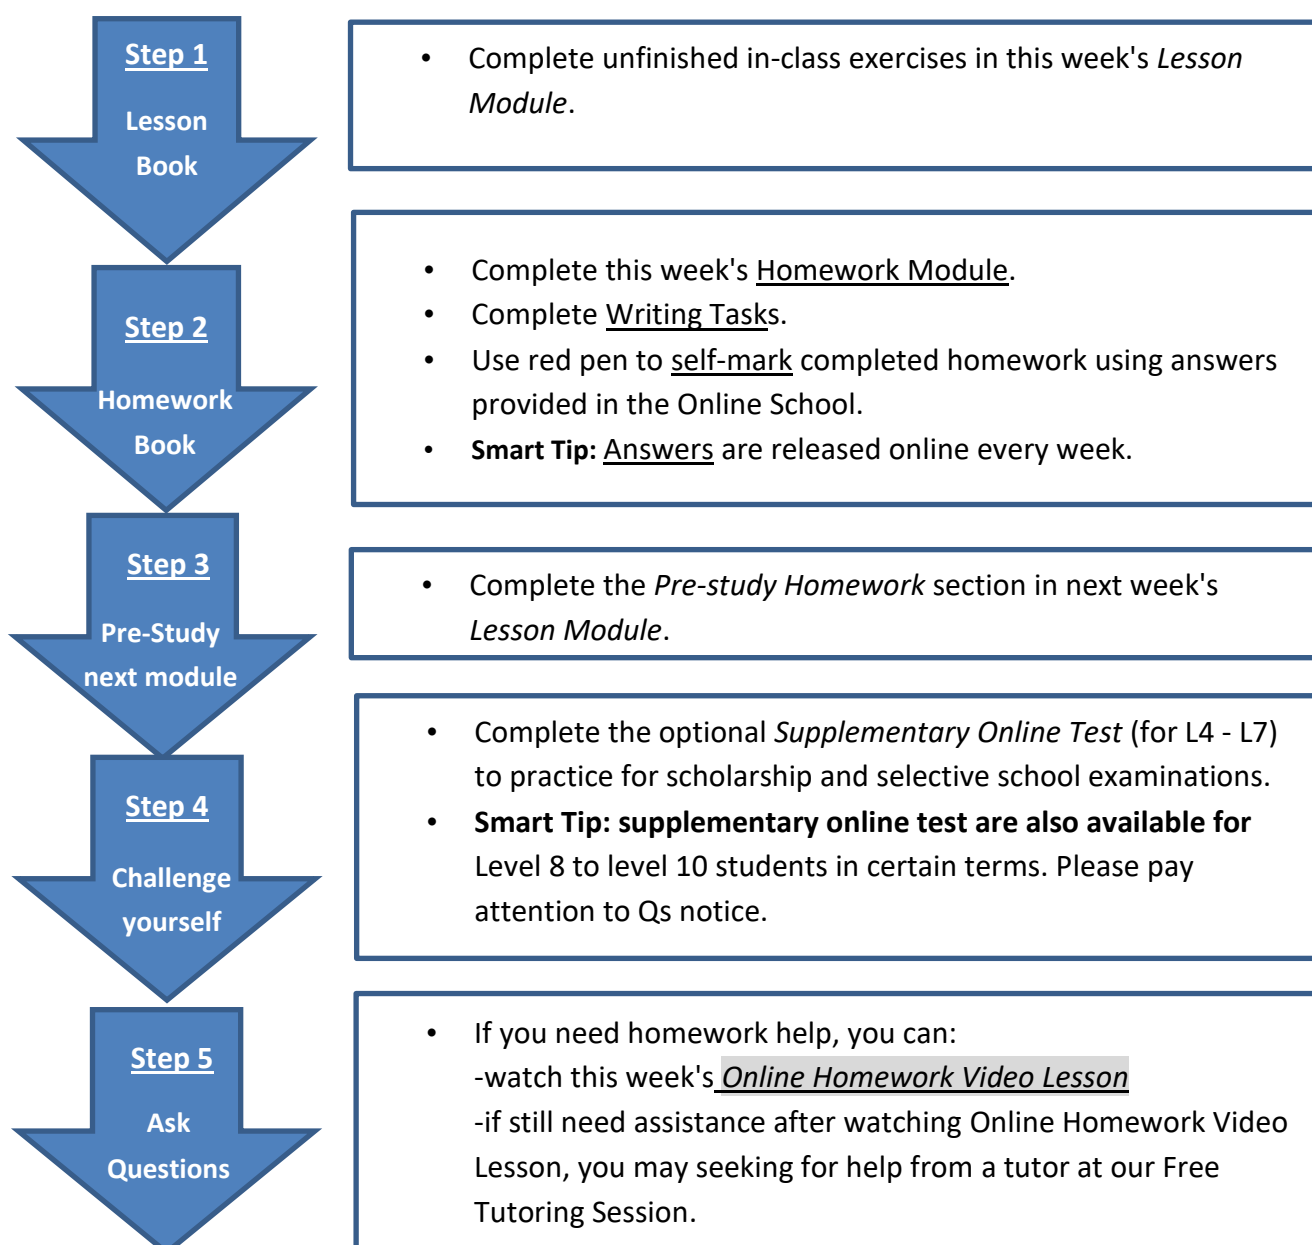 Step 1
Lesson
Book
• Complete unfinished in-class exercises in this week's Lesson
Module.
Step 2
Homework
Book
• Complete this week's Homework Module.
• Complete Writing Tasks.
• Use red pen to self-mark completed homework using answers
provided in the Online School.
• Smart Tip: Answers are released online every week.
Step 3
Pre-Study
next module
• Complete the Pre-study Homework section in next week's
Lesson Module.
Step 4
Challenge
yourself
• Complete the optional Supplementary Online Test (for L4 - L7)
to practice for scholarship and selective school examinations.
• Smart Tip: supplementary online test are also available for
Level 8 to level 10 students in certain terms. Please pay
attention to Qs notice.
Step 5
Ask
Questions
• If you need homework help, you can:
-watch this week's Online Homework Video Lesson
-if still need assistance after watching Online Homework Video
Lesson, you may seeking for help from a tutor at our Free
Tutoring Session.